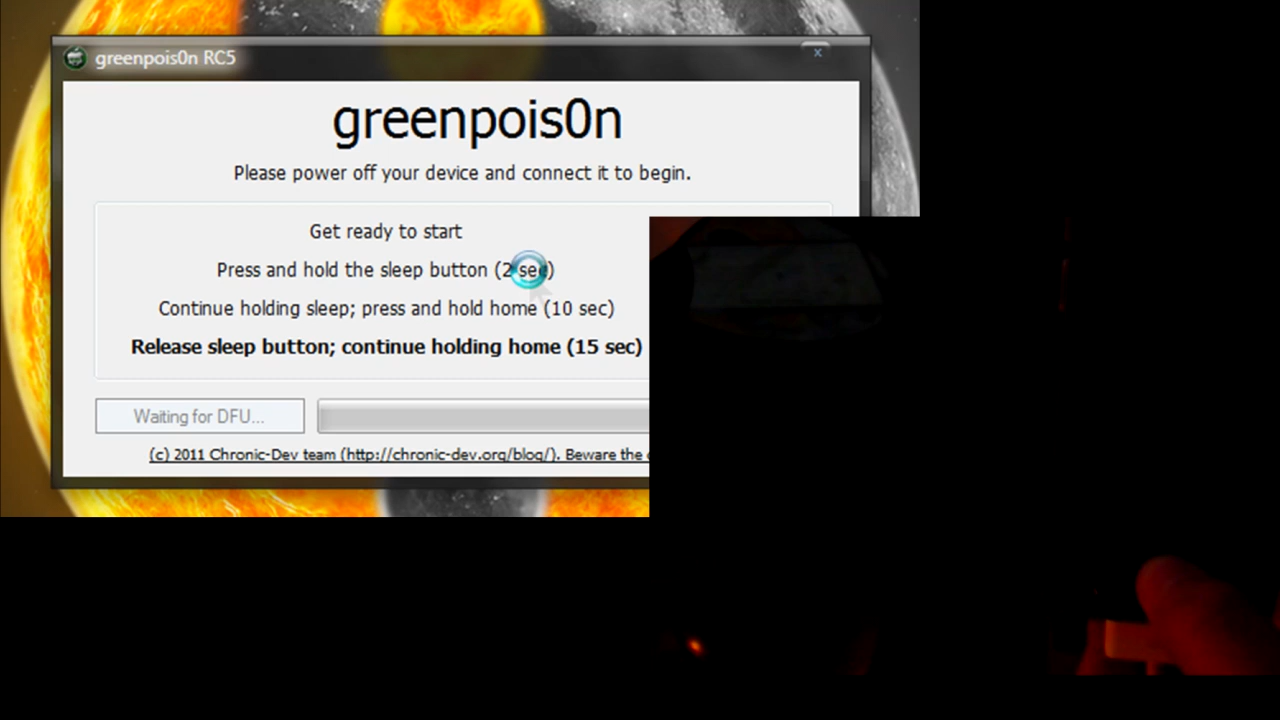 greenpois0n RC5
greenpois0n
Please power off your device and connect it to begin.
Get ready to start
Press and hold the sleep button (2 sec)
Continue holding sleep; press and hold home (10 sec)
Release sleep button; continue holding home (15 sec)
Waiting for DFU...
(c) 2011 Chronic-Dev team (http://chronic-dev.org/blog/). Beware the